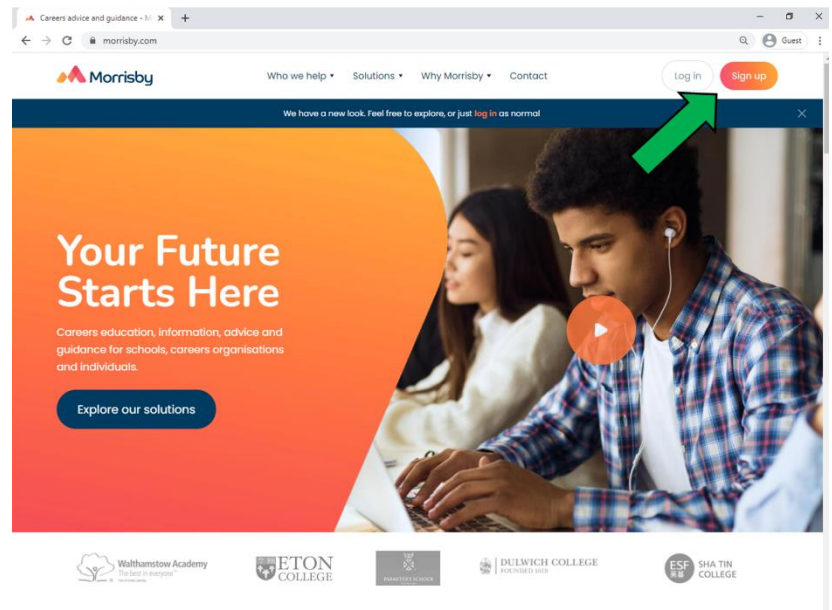 Careers advice and guidance - M
morrisby.com
Guest
Morrisby
Who we help
Solutions
Why Morrisby
Contact
Log in
Sign up
We have a new look. Feel free to explore, or just log in as normal
Your Future
Starts Here
Careers education, information, advice and
guidance for schools, careers organisations
and individuals.
Explore our solutions
Walthamstow Academy
The best in everyone™
ETON
COLLEGE
DULWICH COLLEGE
FOUNDED 1619
ESF
SHA TIN
COLLEGE